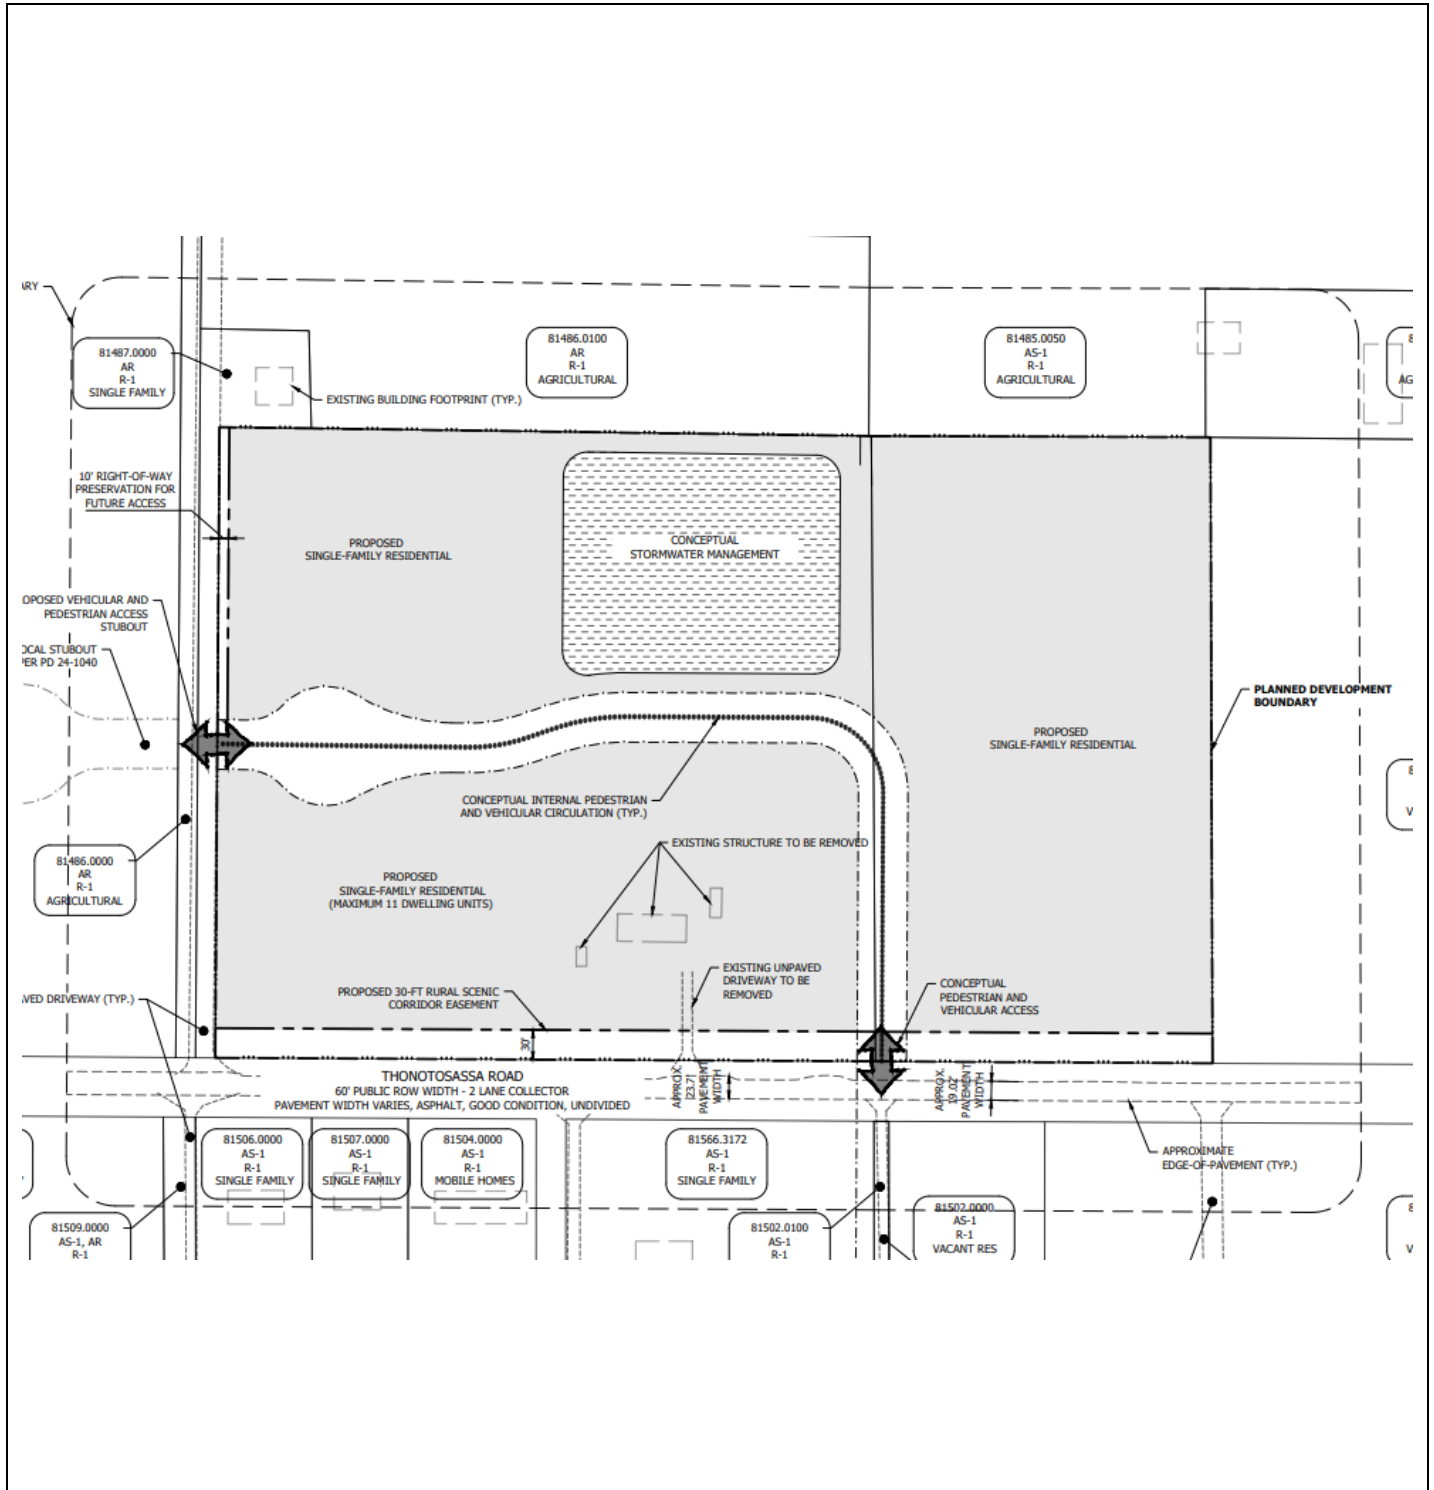 81487.0000
AR
R-1
SINGLE FAMILY
81486.0100
AR
R-1
AGRICULTURAL
81485.0050
AS-1
R-1
AGRICULTURAL
EXISTING BUILDING FOOTPRINT (TYP.)
10' RIGHT-OF-WAY
PRESERVATION FOR
FUTURE ACCESS
PROPOSED
SINGLE-FAMILY RESIDENTIAL
CONCEPTUAL
STORMWATER MANAGEMENT
OPOSED VEHICULAR AND
PEDESTRIAN ACCESS
STUBOUT
OCAL STUBOUT
PER PD 24-1040
PLANNED DEVELOPMENT
BOUNDARY
PROPOSED
SINGLE-FAMILY RESIDENTIAL
CONCEPTUAL INTERNAL PEDESTRIAN
AND VEHICULAR CIRCULATION (TYP.)
EXISTING STRUCTURE TO BE REMOVED
81486.0000
AR
R-1
AGRICULTURAL
PROPOSED
SINGLE-FAMILY RESIDENTIAL
(MAXIMUM 11 DWELLING UNITS)
EXISTING UNPAVED
DRIVEWAY TO BE
REMOVED
CONCEPTUAL
PEDESTRIAN AND
VEHICULAR ACCESS
VED DRIVEWAY (TYP.)
PROPOSED 30-FT RURAL SCENIC
CORRIDOR EASEMENT
30'
THONOTOSASSA ROAD
60' PUBLIC ROW WIDTH - 2 LANE COLLECTOR
PAVEMENT WIDTH VARIES, ASPHALT, GOOD CONDITION, UNDIVIDED
APPROX.
23.7'
PAVEMENT
WIDTH
APPROX.
19.02'
PAVEMENT
WIDTH
APPROXIMATE
EDGE-OF-PAVEMENT (TYP.)
81506.0000
AS-1
R-1
SINGLE FAMILY
81507.0000
AS-1
R-1
SINGLE FAMILY
81504.0000
AS-1
R-1
MOBILE HOMES
81566.3172
AS-1
R-1
SINGLE FAMILY
81509.0000
AS-1, AR
R-1
81502.0100
AS-1
R-1
81502.0000
AS-1
R-1
VACANT RES